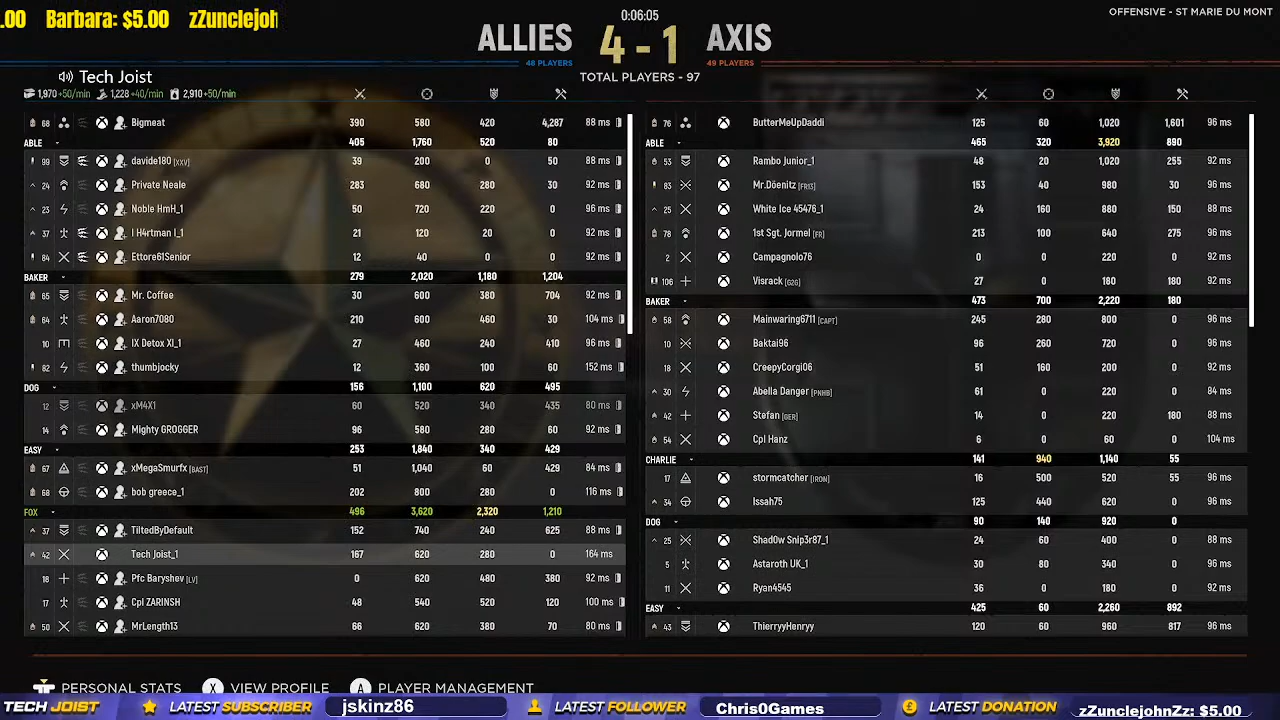 .00 Barbara: $5.00 zZunclejoh
0:06:05
OFFENSIVE - ST MARIE DU MONT
ALLIES 4 - 1 AXIS
48 PLAYERS 49 PLAYERS
TOTAL PLAYERS - 97
Tech Joist
1,970 +50/min 1,228 +40/min 2,910 +50/min
68 Bigmeat 390 580 420 4,287 88 ms
ABLE 405 1,760 520 80
99 davide180 [XXV] 39 200 0 50 88 ms
24 Private Neale 283 680 280 30 92 ms
23 Noble HmH_1 50 720 220 0 96 ms
37 I H4rtman I_1 21 120 20 0 92 ms
84 Ettore61Senior 12 40 0 0 92 ms
BAKER 279 2,020 1,180 1,204
65 Mr. Coffee 30 600 380 704 92 ms
64 Aaron7080 210 600 460 30 104 ms
10 IX Detox XI_1 27 460 240 410 96 ms
82 thumbjocky 12 360 100 60 152 ms
DOG 156 1,100 620 495
12 xM4X1 60 520 340 435 80 ms
14 Mighty GROGGER 96 580 280 60 92 ms
EASY 253 1,840 340 429
67 xMegaSmurfx [BAST] 51 1,040 60 429 84 ms
68 bob greece_1 202 800 280 0 116 ms
FOX 496 3,620 2,320 1,210
37 TiltedByDefault 152 740 240 625 88 ms
42 Tech Joist_1 167 620 280 0 164 ms
18 Pfc Baryshev [LV] 0 620 480 380 92 ms
17 Cpl ZARINSH 48 540 520 120 100 ms
50 MrLength13 66 620 380 70 80 ms
76 ButterMeUpDaddi 125 60 1,020 1,601 96 ms
ABLE 465 320 3,920 890
53 Rambo Junior_1 48 20 1,020 255 92 ms
83 Mr.Döenitz [FR13] 153 40 980 30 96 ms
25 White Ice 45476_1 24 160 880 150 88 ms
78 1st Sgt. Jormel [FR] 213 100 640 275 96 ms
2 Campagnolo76 0 0 220 0 92 ms
106 Visrack [62G] 27 0 180 180 92 ms
BAKER 473 700 2,220 180
58 Mainwaring6711 [CAPT] 245 280 800 0 96 ms
10 Baktai96 96 260 720 0 96 ms
18 CreepyCorgi06 51 160 200 0 92 ms
30 Abella Danger [PNHB] 61 0 220 0 84 ms
42 Stefan [GER] 14 0 220 180 88 ms
54 Cpl Hanz 6 0 60 0 104 ms
CHARLIE 141 940 1,140 55
17 stormcatcher [IRON] 16 500 520 55 96 ms
34 Issah75 125 440 620 0 96 ms
DOG 90 140 920 0
25 Shad0w Snip3r87_1 24 60 400 0 88 ms
5 Astaroth UK_1 30 80 340 0 96 ms
11 Ryan4545 36 0 180 0 92 ms
EASY 425 60 2,260 892
43 ThierryyHenryy 120 60 960 817 96 ms
PERSONAL STATS X VIEW PROFILE A PLAYER MANAGEMENT
TECH JOIST LATEST SUBSCRIBER jskinz86 LATEST FOLLOWER Chris0Games LATEST DONATION zZunclejohnZz: $5.00